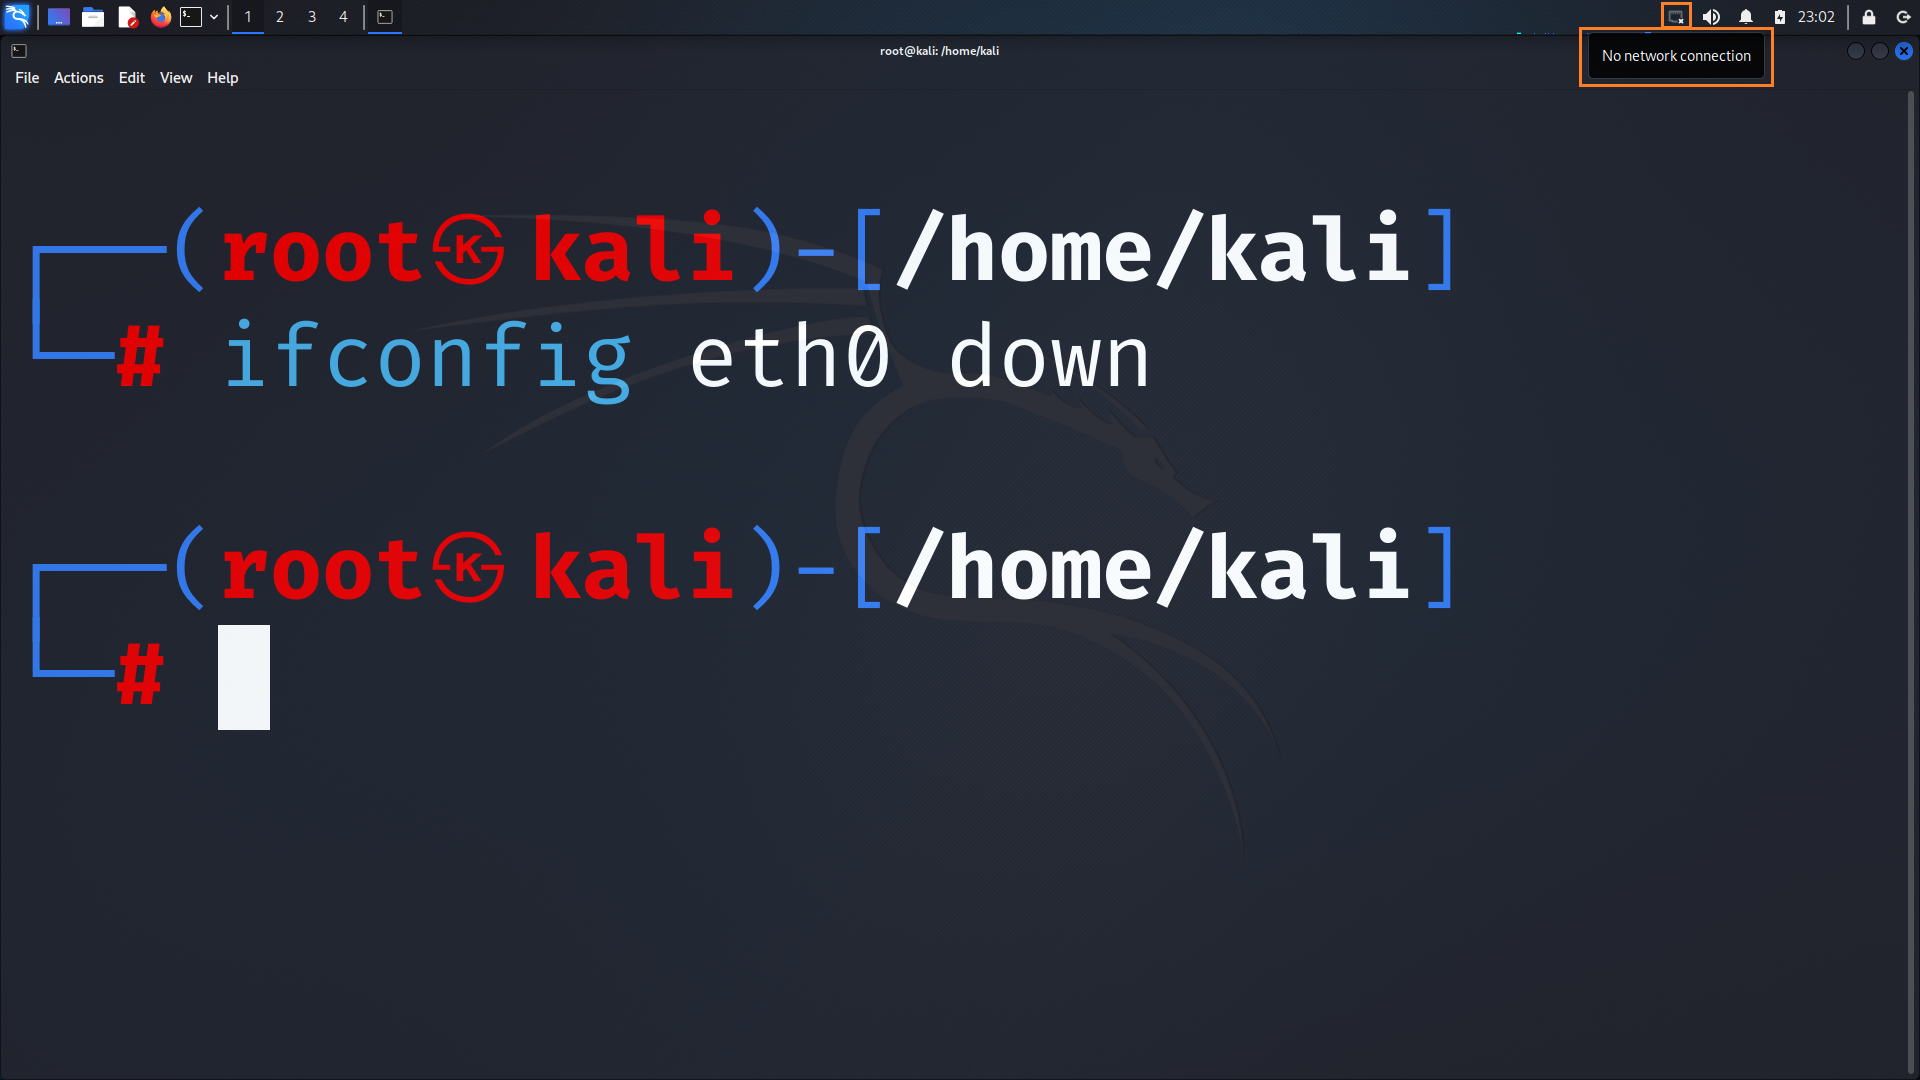 1 2 3 4 23:02
root@kali: /home/kali
No network connection
File Actions Edit View Help
┌──(root㉿kali)-[/home/kali]
└─# ifconfig eth0 down
┌──(root㉿kali)-[/home/kali]
└─#